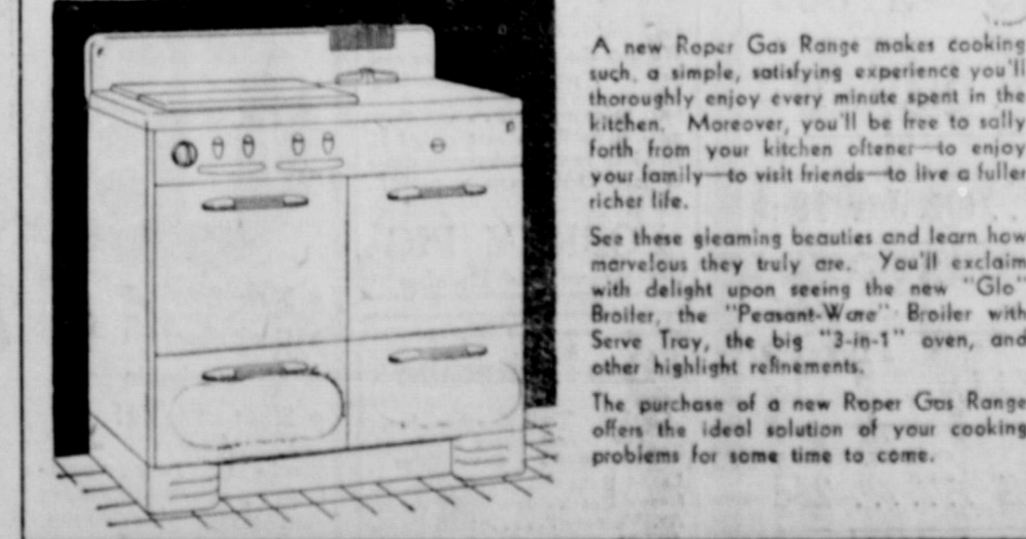 A new Roper Gas Range makes cooking
such a simple, satisfying experience you'll
thoroughly enjoy every minute spent in the
kitchen. Moreover, you'll be free to sally
forth from your kitchen oftener—to enjoy
your family—to visit friends—to live a fuller
richer life.
See these gleaming beauties and learn how
marvelous they truly are. You'll exclaim
with delight upon seeing the new "Glo"
Broiler, the "Peasant-Ware" Broiler with
Serve Tray, the big "3-in-1" oven, and
other highlight refinements.
The purchase of a new Roper Gas Range
offers the ideal solution of your cooking
problems for some time to come.